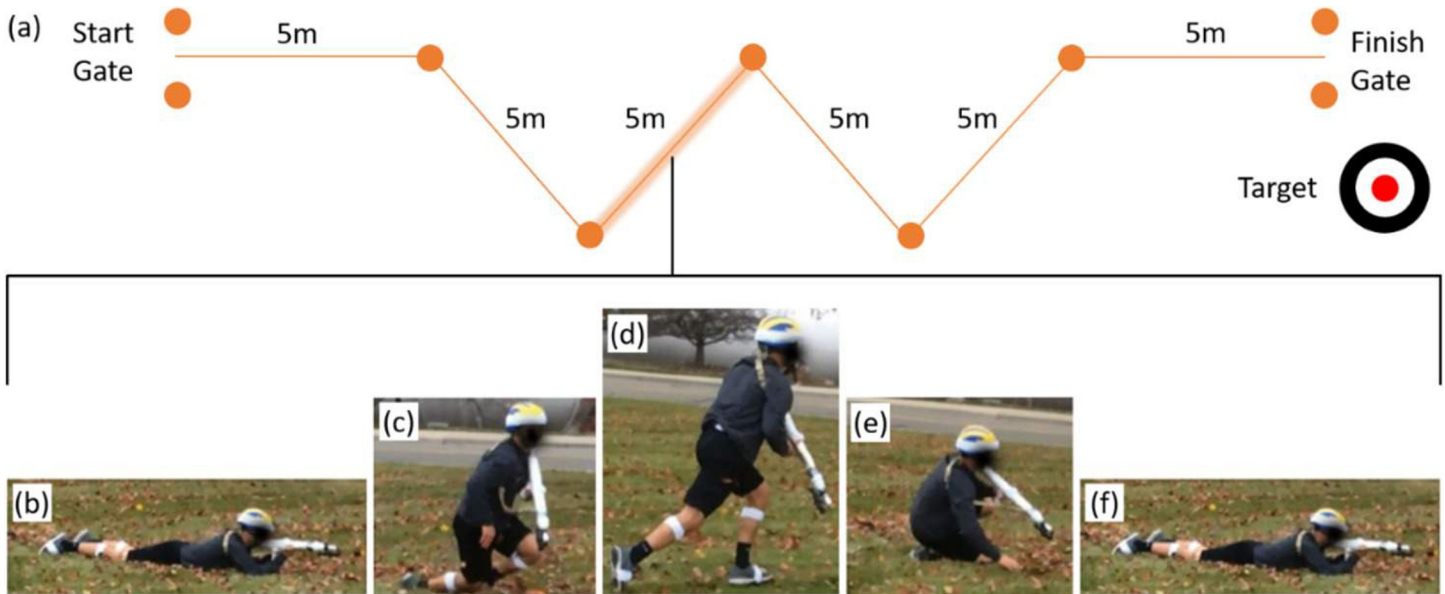 (a)
Start
Gate
5m
5m
5m
5m
5m
5m
Finish
Gate
Target
(b)
(c)
(d)
(e)
(f)